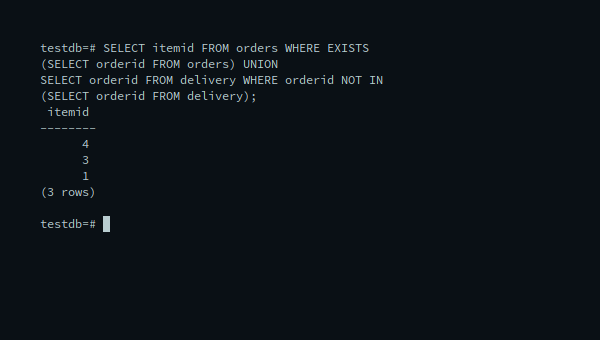 testdb=# SELECT itemid FROM orders WHERE EXISTS
(SELECT orderid FROM orders) UNION
SELECT orderid FROM delivery WHERE orderid NOT IN
(SELECT orderid FROM delivery);
 itemid
--------
      4
      3
      1
(3 rows)

testdb=#